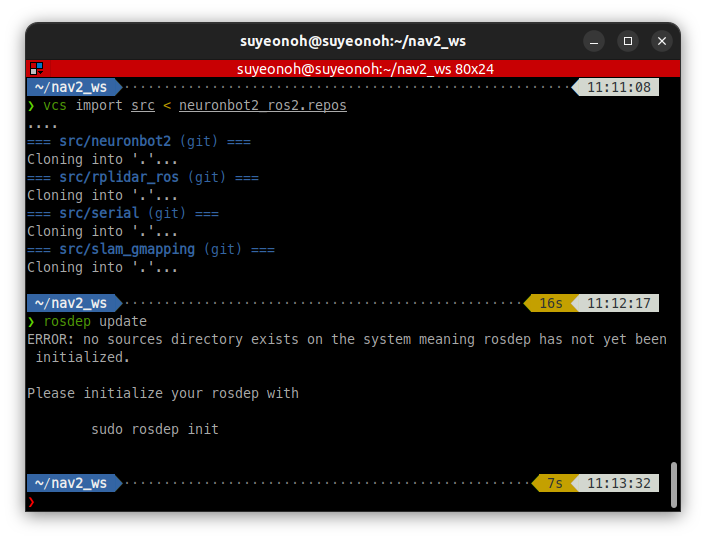 suyeonoh@suyeonoh:~/nav2_ws
suyeonoh@suyeonoh:~/nav2_ws 80x24
~/nav2_ws 11:11:08
❯ vcs import src < neuronbot2_ros2.repos
....
=== src/neuronbot2 (git) ===
Cloning into '.'...
=== src/rplidar_ros (git) ===
Cloning into '.'...
=== src/serial (git) ===
Cloning into '.'...
=== src/slam_gmapping (git) ===
Cloning into '.'...
~/nav2_ws 16s 11:12:17
❯ rosdep update
ERROR: no sources directory exists on the system meaning rosdep has not yet been
initialized.
Please initialize your rosdep with
sudo rosdep init
~/nav2_ws 7s 11:13:32
❯